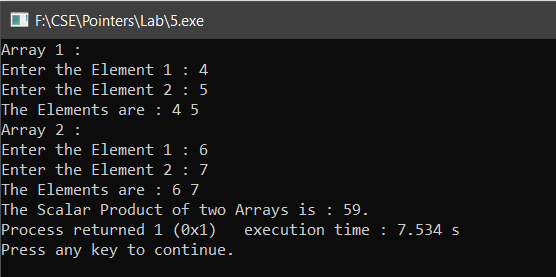 F:\CSE\Pointers\Lab\5.exe
Array 1 :
Enter the Element 1 : 4
Enter the Element 2 : 5
The Elements are : 4 5
Array 2 :
Enter the Element 1 : 6
Enter the Element 2 : 7
The Elements are : 6 7
The Scalar Product of two Arrays is : 59.
Process returned 1 (0x1)   execution time : 7.534 s
Press any key to continue.